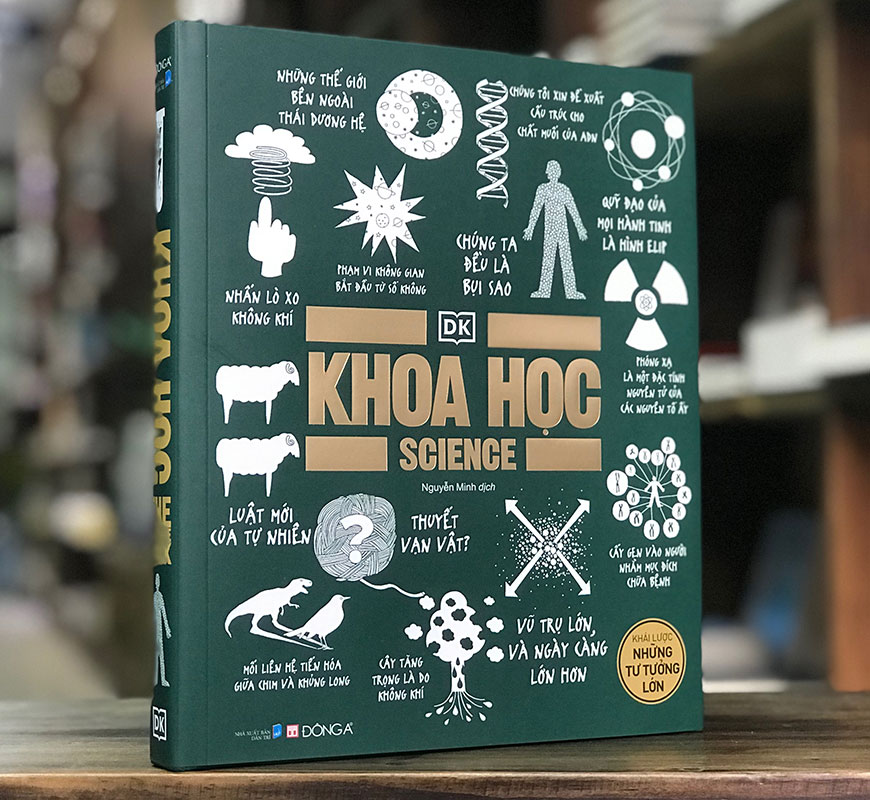 NHỮNG THẾ GIỚI
BÊN NGOÀI
THÁI DƯƠNG HỆ
CHÚNG TÔI XIN ĐỀ XUẤT
CẤU TRÚC CHO
CHẤT MUỐI CỦA ADN
QUỸ ĐẠO CỦA
MỌI HÀNH TINH
LÀ HÌNH ELIP
CHÚNG TA
ĐỀU LÀ
BỤI SAO
PHẠM VI KHÔNG GIAN
BẮT ĐẦU TỪ SỐ KHÔNG
NHẤN LÒ XO
KHÔNG KHÍ
DK
KHOA HỌC
SCIENCE
Nguyễn Minh dịch
PHÓNG XẠ
LÀ MỘT ĐẶC TÍNH
NGUYÊN TỬ CỦA
CÁC NGUYÊN TỐ ẤY
LUẬT MỚI
CỦA TỰ NHIÊN
?
THUYẾT
VẠN VẬT?
CẤY GEN VÀO NGƯỜI
NHẰM MỤC ĐÍCH
CHỮA BỆNH
VŨ TRỤ LỚN,
VÀ NGÀY CÀNG
LỚN HƠN
MỐI LIÊN HỆ TIẾN HÓA
GIỮA CHIM VÀ KHỦNG LONG
CÂY TĂNG
TRỌNG LÀ DO
KHÔNG KHÍ
KHÁI LƯỢC
NHỮNG
TƯ TƯỞNG
LỚN
NHÀ XUẤT BẢN
DÂN TRÍ
ĐÔNG A
ĐÔNG A
KHOA HỌC
DK